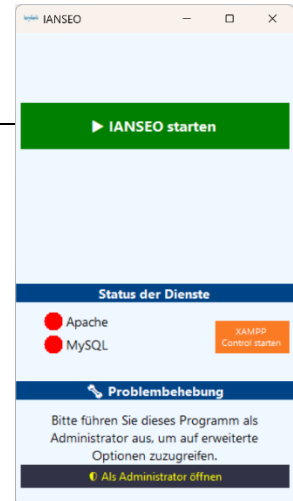 IANSEO
▶ IANSEO starten
Status der Dienste
Apache
MySQL
XAMPP
Control starten
🔧 Problembehebung
Bitte führen Sie dieses Programm als
Administrator aus, um auf erweiterte
Optionen zuzugreifen.
Als Administrator öffnen